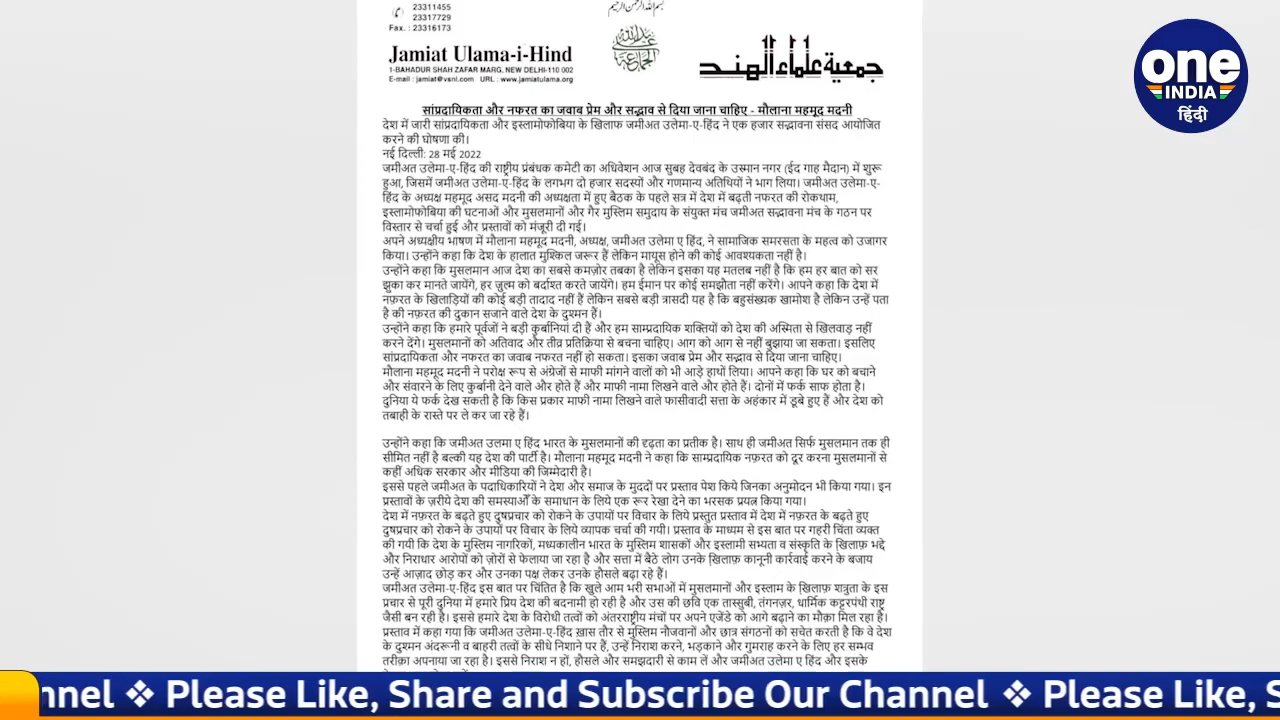 23311455
23317729
Fax. : 23316173
بسم الله الرحمن الرحيم
Jamiat Ulama-i-Hind
1-BAHADUR SHAH ZAFAR MARG, NEW DELHI-110 002
E-mail : jamiat@vsnl.com URL : www.jamiatulama.org
جمعية علماء الهند
one
INDIA
हिंदी
सांप्रदायिकता और नफरत का जवाब प्रेम और सद्भाव से दिया जाना चाहिए - मौलाना महमूद मदनी
देश में जारी सांप्रदायिकता और इस्लामोफोबिया के खिलाफ जमीअत उलेमा-ए-हिंद ने एक हजार सद्भावना संसद आयोजित
करने की घोषणा की।
नई दिल्ली: 28 मई 2022
जमीअत उलेमा-ए-हिंद की राष्ट्रीय प्रबंधक कमेटी का अधिवेशन आज सुबह देवबंद के उस्मान नगर (ईद गाह मैदान) में शुरू
हुआ, जिसमें जमीअत उलेमा-ए-हिंद के लगभग दो हजार सदस्यों और गणमान्य अतिथियों ने भाग लिया। जमीअत उलेमा-ए-
हिंद के अध्यक्ष महमूद असद मदनी की अध्यक्षता में हुए बैठक के पहले सत्र में देश में बढ़ती नफरत की रोकथाम,
इस्लामोफोबिया की घटनाओं और मुसलमानों और गैर मुस्लिम समुदाय के संयुक्त मंच जमीअत सद्भावना मंच के गठन पर
विस्तार से चर्चा हुई और प्रस्तावों को मंजूरी दी गई।
अपने अध्यक्षीय भाषण में मौलाना महमूद मदनी, अध्यक्ष, जमीअत उलेमा ए हिंद, ने सामाजिक समरसता के महत्व को उजागर
किया। उन्होंने कहा कि देश के हालात मुश्किल जरूर हैं लेकिन मायूस होने की कोई आवश्यकता नहीं है।
उन्होंने कहा कि मुसलमान आज देश का सबसे कमज़ोर तबका है लेकिन इसका यह मतलब नहीं है कि हम हर बात को सर
झुका कर मानते जायेंगे, हर ज़ुल्म को बर्दाश्त करते जायेंगे। हम ईमान पर कोई समझौता नहीं करेंगे। आपने कहा कि देश में
नफ़रत के खिलाड़ियों की कोई बड़ी तादाद नहीं हैं लेकिन सबसे बड़ी त्रासदी यह है कि बहुसंख्यक खामोश है लेकिन उन्हें पता
है की नफ़रत की दुकान सजाने वाले देश के दुश्मन हैं।
उन्होंने कहा कि हमारे पूर्वजों ने बड़ी कुर्बानियां दी हैं और हम साम्प्रदायिक शक्तियों को देश की अस्मिता से खिलवाड़ नहीं
करने देंगे। मुसलमानों को अतिवाद और तीव्र प्रतिक्रिया से बचना चाहिए। आग को आग से नहीं बुझाया जा सकता। इसलिए
सांप्रदायिकता और नफरत का जवाब नफरत नहीं हो सकता। इसका जवाब प्रेम और सद्भाव से दिया जाना चाहिए।
मौलाना महमूद मदनी ने परोक्ष रूप से अंग्रेजों से माफी मांगने वालों को भी आड़े हाथों लिया। आपने कहा कि घर को बचाने
और संवारने के लिए कुर्बानी देने वाले और होते हैं और माफी नामा लिखने वाले और होते हैं। दोनों में फर्क साफ होता है।
दुनिया ये फर्क देख सकती है कि किस प्रकार माफी नामा लिखने वाले फासीवादी सत्ता के अहंकार में डूबे हुए हैं और देश को
तबाही के रास्ते पर ले कर जा रहे हैं।
उन्होंने कहा कि जमीअत उलमा ए हिंद भारत के मुसलमानों की दृढ़ता का प्रतीक है। साथ ही जमीअत सिर्फ मुसलमान तक ही
सीमित नहीं है बल्की यह देश की पार्टी है। मौलाना महमूद मदनी ने कहा कि साम्प्रदायिक नफ़रत को दूर करना मुसलमानों से
कहीं अधिक सरकार और मीडिया की जिम्मेदारी है।
इससे पहले जमीअत के पदाधिकारियों ने देश और समाज के मुददों पर प्रस्ताव पेश किये जिनका अनुमोदन भी किया गया। इन
प्रस्तावों के ज़रीये देश की समस्याओँ के समाधान के लिये एक रूर रेखा देने का भरसक प्रयत्न किया गया।
देश में नफ़रत के बढ़ते हुए दुषप्रचार को रोकने के उपायों पर विचार के लिये प्रस्तुत प्रस्ताव में देश में नफ़रत के बढ़ते हुए
दुषप्रचार को रोकने के उपायों पर विचार के लिये व्यापक चर्चा की गयी। प्रस्ताव के माध्यम से इस बात पर गहरी चिंता व्यक्त
की गयी कि देश के मुस्लिम नागरिकों, मध्यकालीन भारत के मुस्लिम शासकों और इस्लामी सभ्यता व संस्कृति के ख़िलाफ़ भद्दे
और निराधार आरोपों को ज़ोरों से फेलाया जा रहा है और सत्ता में बैठे लोग उनके ख़िलाफ़ कानूनी कार्रवाई करने के बजाय
उन्हें आज़ाद छोड़ कर और उनका पक्ष लेकर उनके हौसले बढ़ा रहे हैं।
जमीअत उलेमा-ए-हिंद इस बात पर चिंतित है कि खुले आम भरी सभाओं में मुसलमानों और इस्लाम के ख़िलाफ़ शत्रुता के इस
प्रचार से पूरी दुनिया में हमारे प्रिय देश की बदनामी हो रही है और उस की छवि एक तास्सुबी, तंगनज़र, धार्मिक कट्टरपंथी राष्ट्र
जैसी बन रही है। इससे हमारे देश के विरोधी तत्वों को अंतरराष्ट्रीय मंचों पर अपने एजेंडे को आगे बढ़ाने का मौक़ा मिल रहा है।
प्रस्ताव में कहा गया कि जमीअत उलेमा-ए-हिंद ख़ास तौर से मुस्लिम नौजवानों और छात्र संगठनों को सचेत करती है कि वे देश
के दुश्मन अंदरूनी व बाहरी तत्वों के सीधे निशाने पर हैं, उन्हें निराश करने, भड़काने और गुमराह करने के लिए हर सम्भव
तरीक़ा अपनाया जा रहा है। इससे निराश न हों, हौसले और समझदारी से काम लें और जमीअत उलेमा ए हिंद और इसके
nnel ❖ Please Like, Share and Subscribe Our Channel ❖ Please Like, S